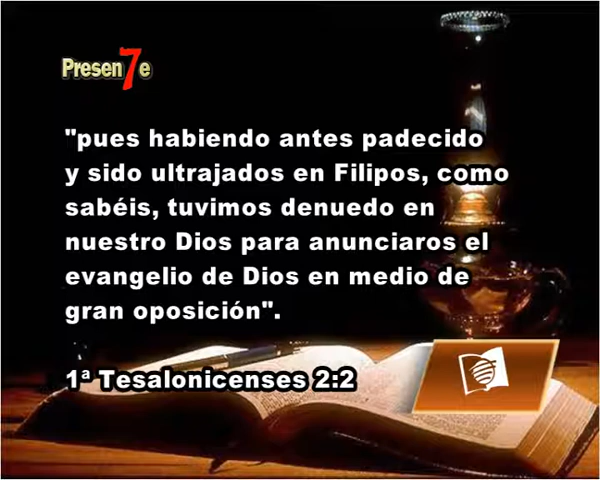 Presen7e
"pues habiendo antes padecido
y sido ultrajados en Filipos, como
sabéis, tuvimos denuedo en
nuestro Dios para anunciaros el
evangelio de Dios en medio de
gran oposición".
1ª Tesalonicenses 2:2